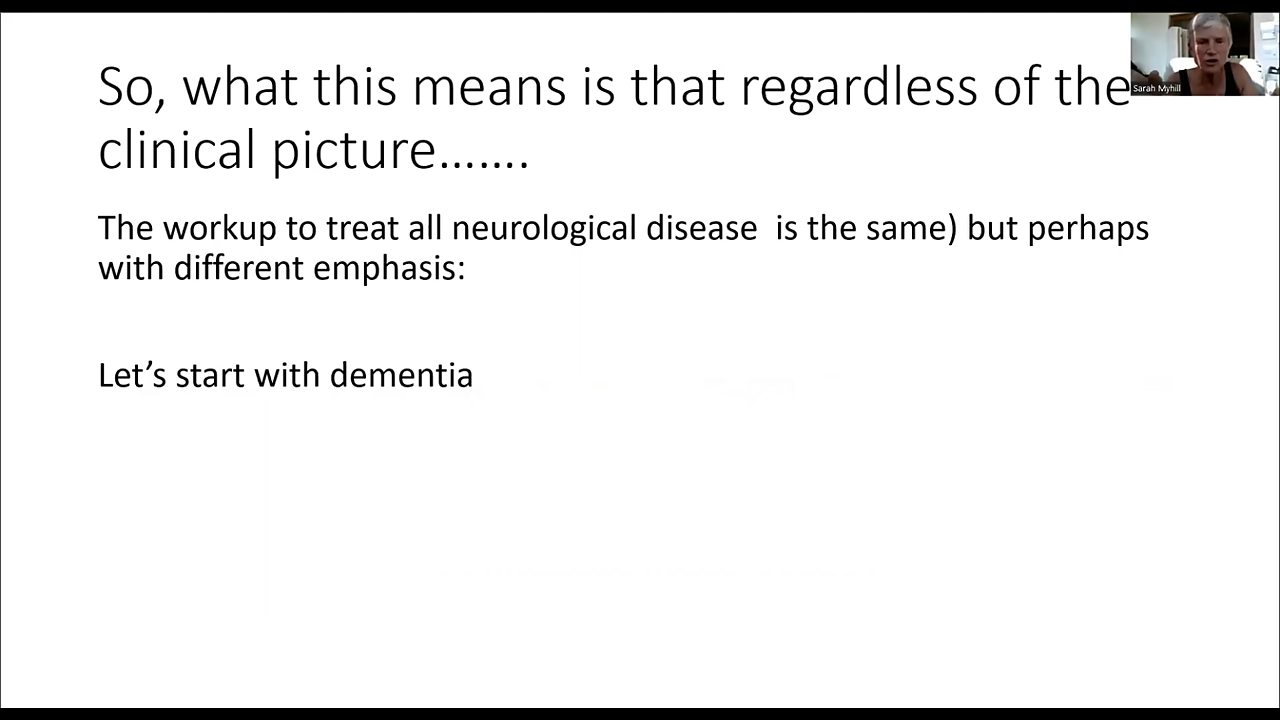 So, what this means is that regardless of the
clinical picture…….
The workup to treat all neurological disease  is the same) but perhaps
with different emphasis:
Let’s start with dementia
Sarah Myhill